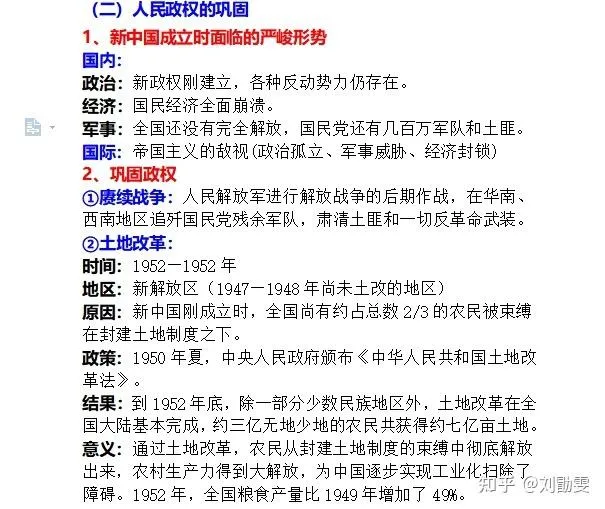 （二）人民政权的巩固
1、新中国成立时面临的严峻形势
国内：
政治：新政权刚建立，各种反动势力仍存在。
经济：国民经济全面崩溃。
军事：全国还没有完全解放，国民党还有几百万军队和土匪。
国际：帝国主义的敌视(政治孤立、军事威胁、经济封锁)
2、巩固政权
①赓续战争：人民解放军进行解放战争的后期作战，在华南、
西南地区追歼国民党残余军队，肃清土匪和一切反革命武装。
②土地改革：
时间：1952—1952 年
地区：新解放区（1947—1948 年尚未土改的地区）
原因：新中国刚成立时，全国尚有约占总数 2/3 的农民被束缚
在封建土地制度之下。
政策：1950 年夏，中央人民政府颁布《中华人民共和国土地改
革法》。
结果：到 1952 年底，除一部分少数民族地区外，土地改革在全
国大陆基本完成，约三亿无地少地的农民共获得约七亿亩土地。
意义：通过土地改革，农民从封建土地制度的束缚中彻底解放
出来，农村生产力得到大解放，为中国逐步实现工业化扫除了
障碍。1952 年，全国粮食产量比 1949 年增加了 49%。
知乎 @刘勖雯